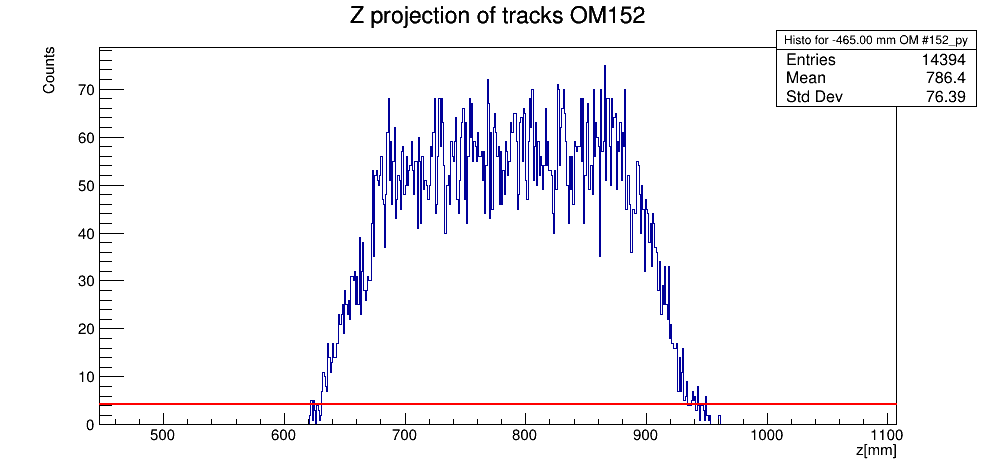 Z projection of tracks OM152
Histo for -465.00 mm OM #152_py
Entries 14394
Mean 786.4
Std Dev 76.39
Counts
70
60
50
40
30
20
10
0
500 600 700 800 900 1000 1100
z[mm]